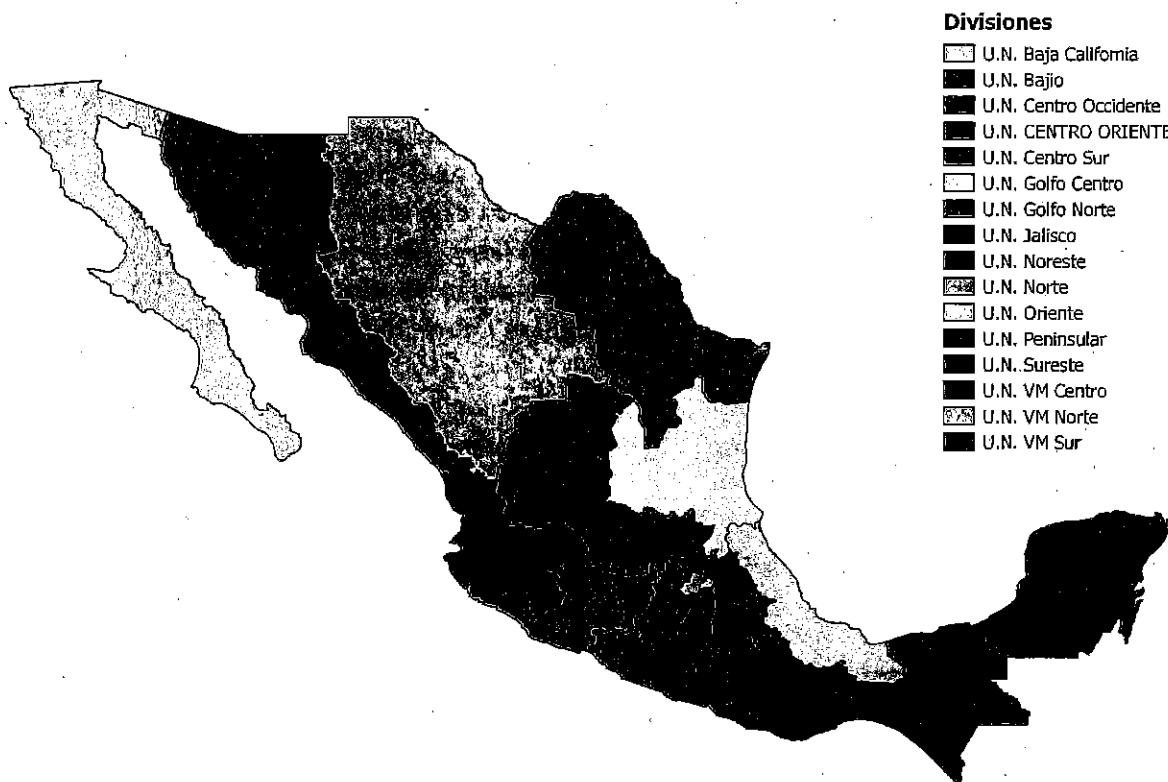 Divisiones
U.N. Baja California
U.N. Bajio
U.N. Centro Occidente
U.N. CENTRO ORIENTE
U.N. Centro Sur
U.N. Golfo Centro
U.N. Golfo Norte
U.N. Jalisco
U.N. Noreste
U.N. Norte
U.N. Oriente
U.N. Peninsular
U.N. Sureste
U.N. VM Centro
U.N. VM Norte
U.N. VM Sur